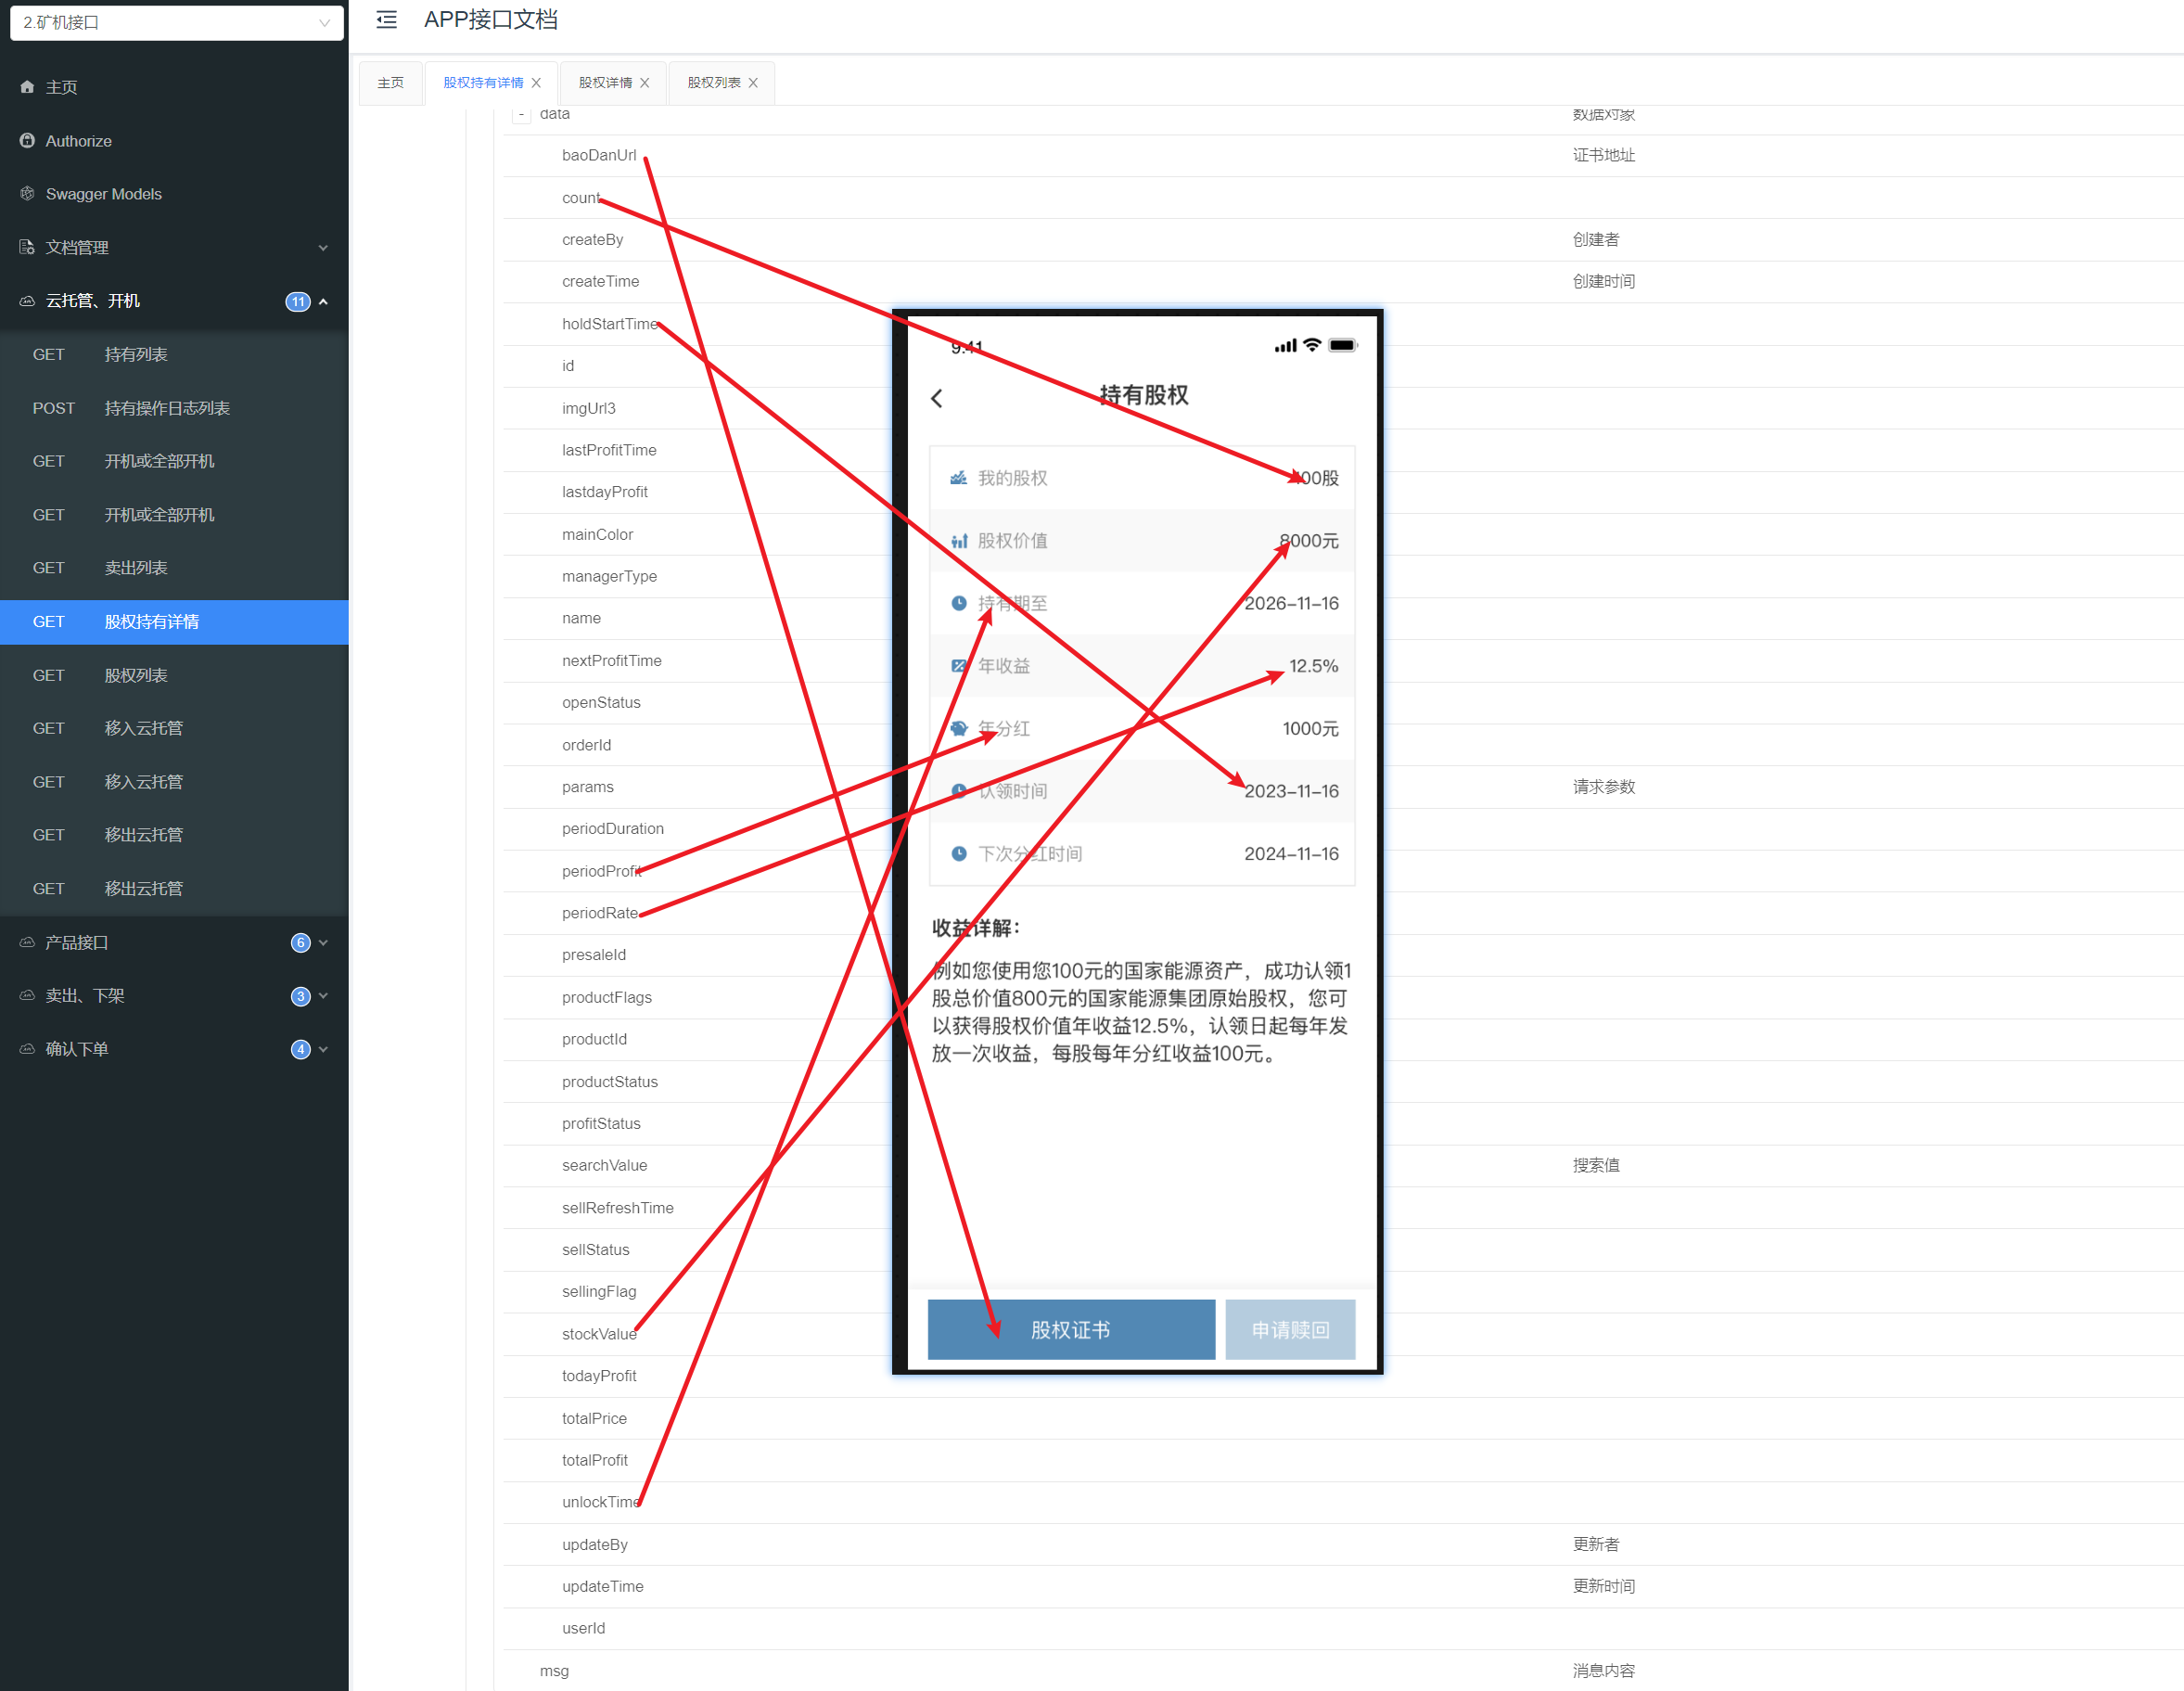 2.矿机接口
APP接口文档
主页
Authorize
Swagger Models
文档管理
云托管、开机 11
GET 持有列表
POST 持有操作日志列表
GET 开机或全部开机
GET 开机或全部开机
GET 卖出列表
GET 股权持有详情
GET 股权列表
GET 移入云托管
GET 移入云托管
GET 移出云托管
GET 移出云托管
产品接口 6
卖出、下架 3
确认下单 4
主页 股权持有详情 股权详情 股权列表
- data 数据对象
baoDanUrl 证书地址
count
createBy 创建者
createTime 创建时间
holdStartTime
id
imgUrl3
lastProfitTime
lastdayProfit
mainColor
managerType
name
nextProfitTime
openStatus
orderId
params 请求参数
periodDuration
periodProfit
periodRate
presaleId
productFlags
productId
productStatus
profitStatus
searchValue 搜索值
sellRefreshTime
sellStatus
sellingFlag
stockValue
todayProfit
totalPrice
totalProfit
unlockTime
updateBy 更新者
updateTime 更新时间
userId
msg 消息内容
9:41
持有股权
我的股权 100股
股权价值 8000元
持有期至 2026-11-16
年收益 12.5%
年分红 1000元
认领时间 2023-11-16
下次分红时间 2024-11-16
收益详解：
例如您使用您100元的国家能源资产，成功认领1
股总价值800元的国家能源集团原始股权，您可
以获得股权价值年收益12.5%，认领日起每年发
放一次收益，每股每年分红收益100元。
股权证书 申请赎回